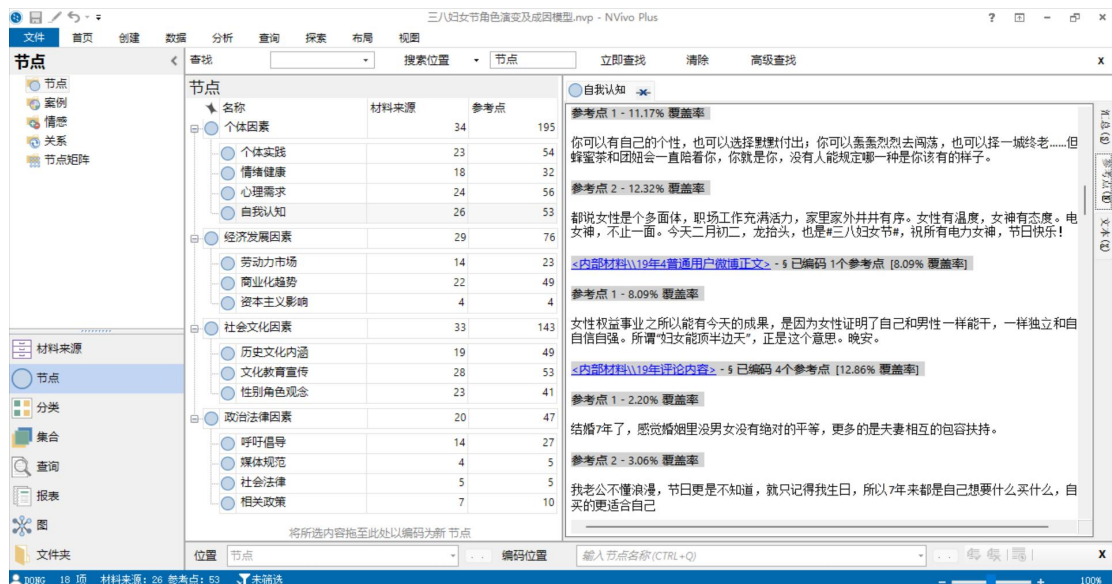 三八妇女节角色演变及成因模型.nvp - NVivo Plus
文件 首页 创建 数据 分析 查询 探索 布局 视图
节点
查找 搜索位置 节点 立即查找 清除 高级查找 x
节点
案例
情感
关系
节点矩阵
材料来源
节点
分类
集合
查询
报表
图
文件夹
节点
名称 材料来源 参考点
个体因素 34 195
个体实践 23 54
情绪健康 18 32
心理需求 24 56
自我认知 26 53
经济发展因素 29 76
劳动力市场 14 23
商业化趋势 22 49
资本主义影响 4 4
社会文化因素 33 143
历史文化内涵 19 49
文化教育宣传 28 53
性别角色观念 23 41
政治法律因素 20 47
呼吁倡导 14 27
媒体规范 4 5
社会法律 5 5
相关政策 7 10
将所选内容拖至此处以编码为新 节点
自我认知
参考点 1 - 11.17% 覆盖率
你可以有自己的个性，也可以选择默默付出；你可以轰轰烈烈去闯荡，也可以择一城终老……但
蜂蜜茶和团妞会一直陪着你，你就是你，没有人能规定哪一种是你该有的样子。
参考点 2 - 12.32% 覆盖率
都说女性是个多面体，职场工作充满活力，家里家外井井有序。女性有温度，女神有态度。电
女神，不止一面。今天二月初二，龙抬头，也是#三八妇女节#，祝所有电力女神，节日快乐！
<内部材料\\19年4普通用户微博正文> - § 已编码 1个参考点 [8.09% 覆盖率]
参考点 1 - 8.09% 覆盖率
女性权益事业之所以能有今天的成果，是因为女性证明了自己和男性一样能干，一样独立和自
自信自强。所谓“妇女能顶半边天”，正是这个意思。晚安。
<内部材料\\19年评论内容> - § 已编码 4个参考点 [12.86% 覆盖率]
参考点 1 - 2.20% 覆盖率
结婚7年了，感觉婚姻里没男女没有绝对的平等，更多的是夫妻相互的包容扶持。
参考点 2 - 3.06% 覆盖率
我老公不懂浪漫，节日更是不知道，就只记得我生日，所以7年来都是自己想要什么买什么，自
买的更适合自己
汇总(S)
参考点(R)
文本(T)
位置 节点 编码位置 输入节点名称(CTRL+Q) x
DONG 18 项 材料来源: 26 参考点: 53 未筛选 100%